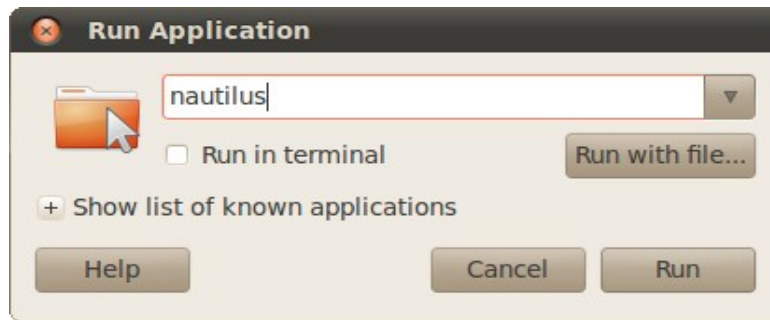 Run Application
nautilus
Run in terminal
Run with file...
Show list of known applications
Help
Cancel
Run